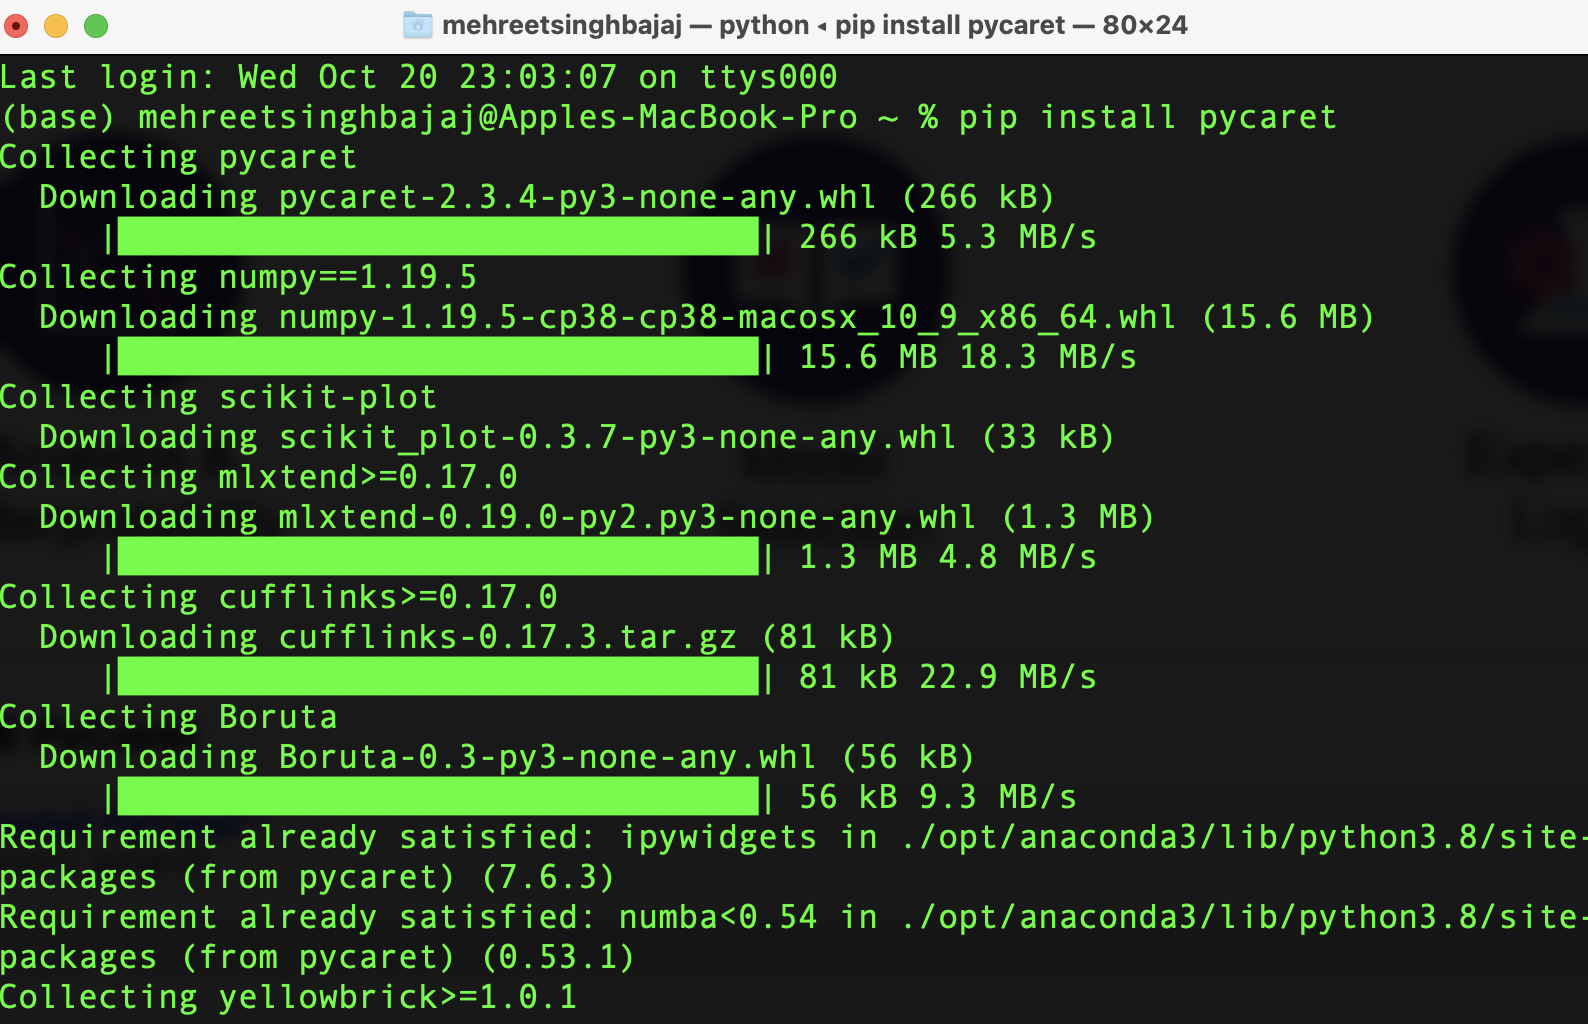 mehreetsinghbajaj — python ◂ pip install pycaret — 80×24
Last login: Wed Oct 20 23:03:07 on ttys000
(base) mehreetsinghbajaj@Apples-MacBook-Pro ~ % pip install pycaret
Collecting pycaret
  Downloading pycaret-2.3.4-py3-none-any.whl (266 kB)
     |████████████████████████████████| 266 kB 5.3 MB/s
Collecting numpy==1.19.5
  Downloading numpy-1.19.5-cp38-cp38-macosx_10_9_x86_64.whl (15.6 MB)
     |████████████████████████████████| 15.6 MB 18.3 MB/s
Collecting scikit-plot
  Downloading scikit_plot-0.3.7-py3-none-any.whl (33 kB)
Collecting mlxtend>=0.17.0
  Downloading mlxtend-0.19.0-py2.py3-none-any.whl (1.3 MB)
     |████████████████████████████████| 1.3 MB 4.8 MB/s
Collecting cufflinks>=0.17.0
  Downloading cufflinks-0.17.3.tar.gz (81 kB)
     |████████████████████████████████| 81 kB 22.9 MB/s
Collecting Boruta
  Downloading Boruta-0.3-py3-none-any.whl (56 kB)
     |████████████████████████████████| 56 kB 9.3 MB/s
Requirement already satisfied: ipywidgets in ./opt/anaconda3/lib/python3.8/site-
packages (from pycaret) (7.6.3)
Requirement already satisfied: numba<0.54 in ./opt/anaconda3/lib/python3.8/site-
packages (from pycaret) (0.53.1)
Collecting yellowbrick>=1.0.1